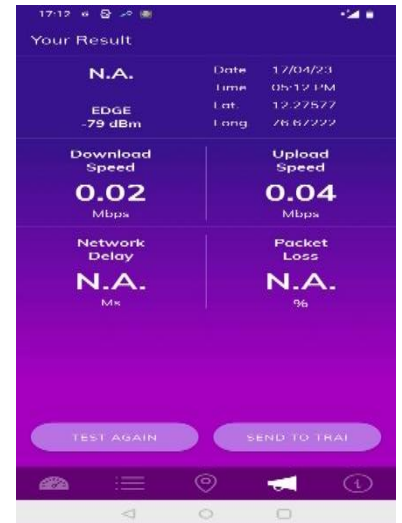 17:12
Your Result
N.A.
EDGE
-79 dBm
Date 17/04/23
Time 05:12 PM
Lat. 12.27577
Long 76.67222
Download
Speed
0.02
Mbps
Upload
Speed
0.04
Mbps
Network
Delay
N.A.
Ms
Packet
Loss
N.A.
%
TEST AGAIN
SEND TO TRAI